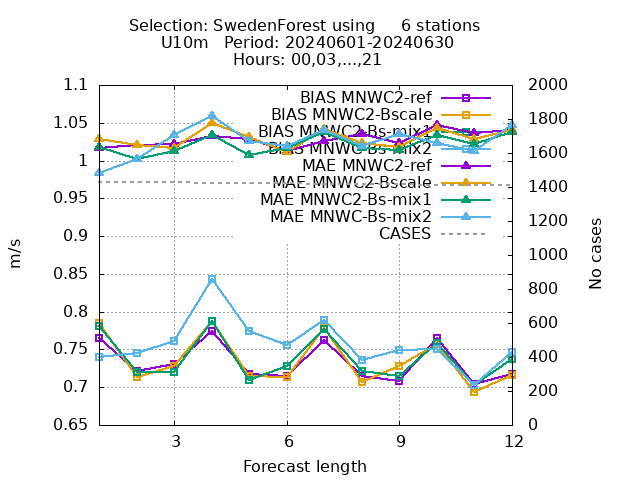 Selection: SwedenForest using 6 stations
U10m Period: 20240601-20240630
Hours: 00,03,...,21
BIAS MNWC2-ref
BIAS MNWC2-Bscale
BIAS MNWC2-Bs-mix1
BIAS MNWC-Bs-mix2
MAE MNWC2-ref
MAE MNWC2-Bscale
MAE MNWC2-Bs-mix1
MAE MNWC-Bs-mix2
CASES
1.1
1.05
1
0.95
0.9
0.85
0.8
0.75
0.7
0.65
m/s
2000
1800
1600
1400
1200
1000
800
600
400
200
0
No cases
3 6 9 12
Forecast length